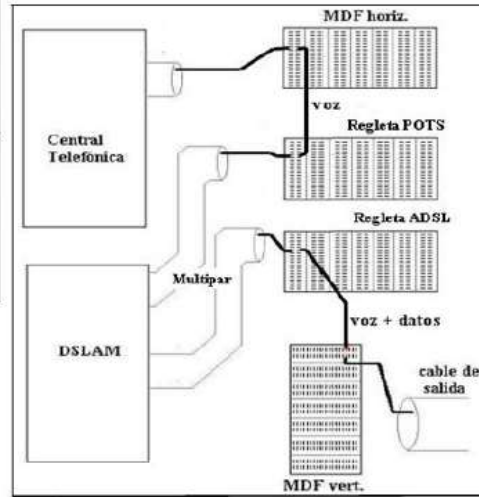 MDF horiz.
voz
Central
Telefónica
Regleta POTS
Regleta ADSL
Multipar
voz + datos
DSLAM
cable de
salida
MDF vert.